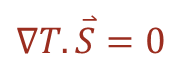 ∇T.S⃗ = 0